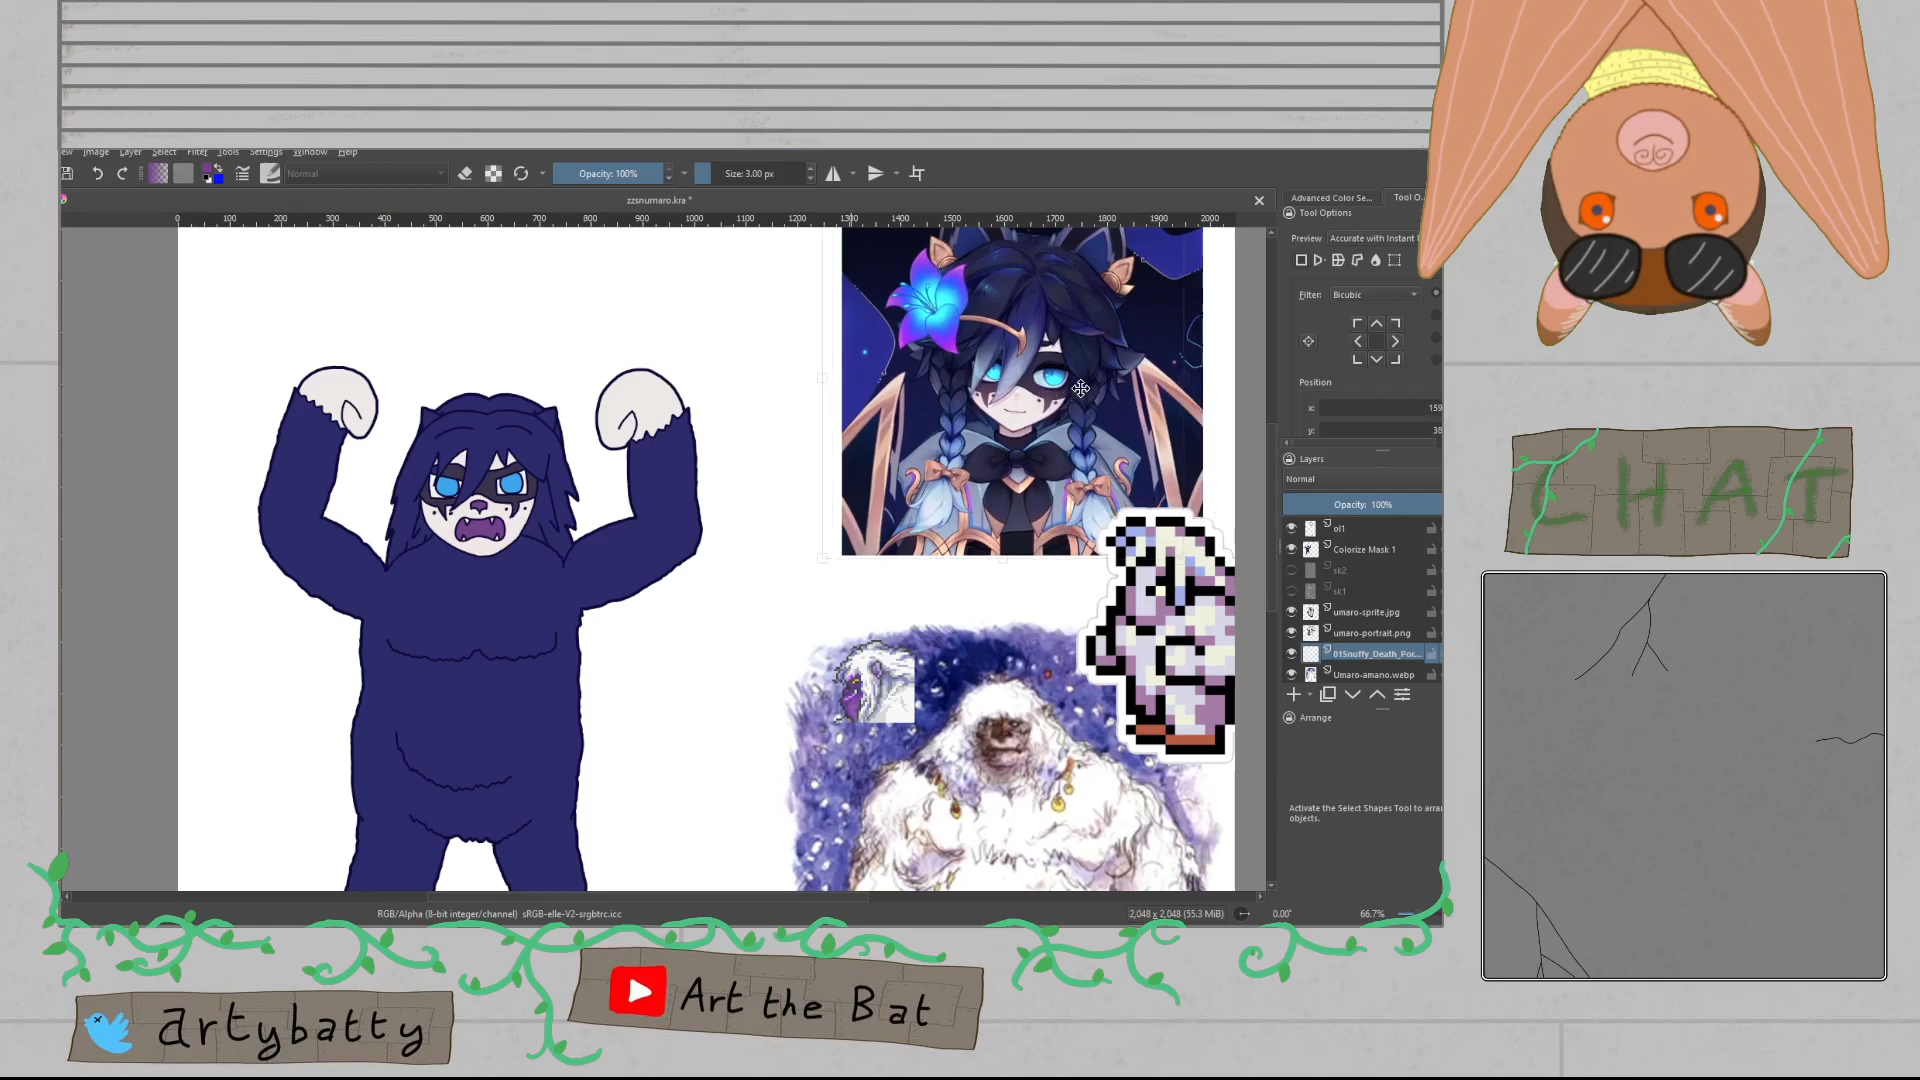 ew Image Layer Select Filter Tools Settings Window Help
Normal
Opacity: 100%
Size: 3.00 px
zzsnumaro.kra *
0 100 200 300 400 500 600 700 800 900 1000 1100 1200 1300 1400 1500 1600 1700 1800 1900 2000
Advanced Color Se...
Tool O...
Tool Options
Preview
Accurate with Instant
Filter:
Bicubic
Position
x:
159
y:
38
Layers
Normal
Opacity: 100%
ol1
Colorize Mask 1
sk2
sk1
umaro-sprite.jpg
umaro-portrait.png
01Snuffy_Death_Por...
Umaro-amano.webp
Arrange
Activate the Select Shapes Tool to arra
objects.
RGB/Alpha (8-bit integer/channel) sRGB-elle-V2-srgbtrc.icc
2,048 x 2,048 (55.3 MiB)
0.00°
66.7%
CHAT
artybatty
Art the Bat